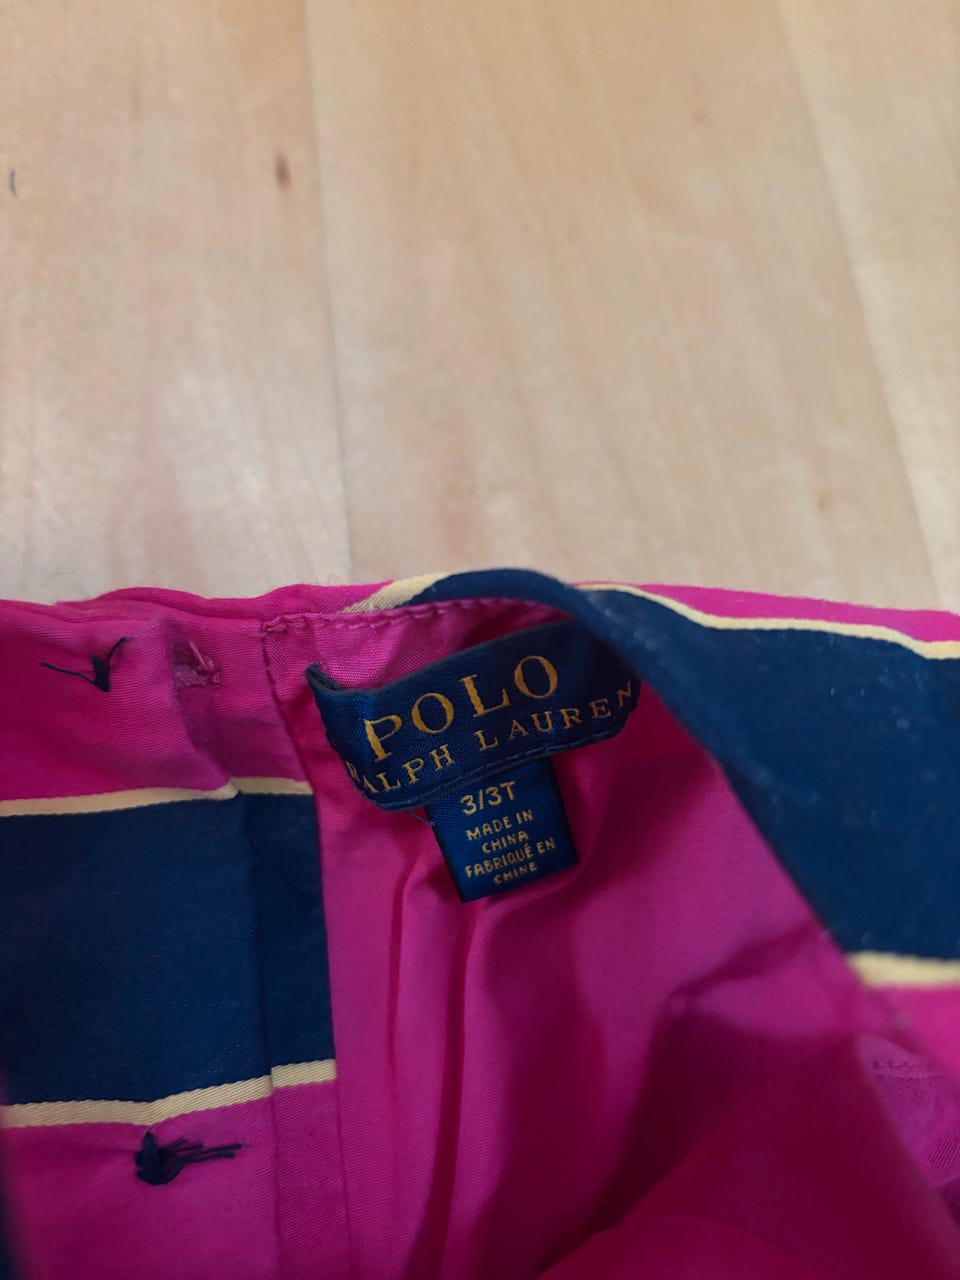 POLO
RALPH LAUREN
3/3T
MADE IN
CHINA
FABRIQUÉ EN
CHINE